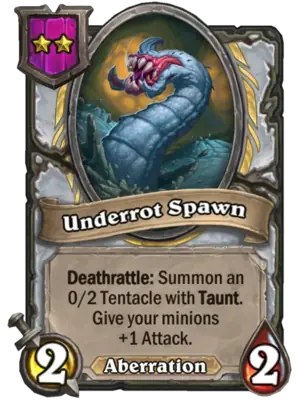 Underrot Spawn
Deathrattle: Summon an
0/2 Tentacle with Taunt.
Give your minions
+1 Attack.
2
Aberration
2